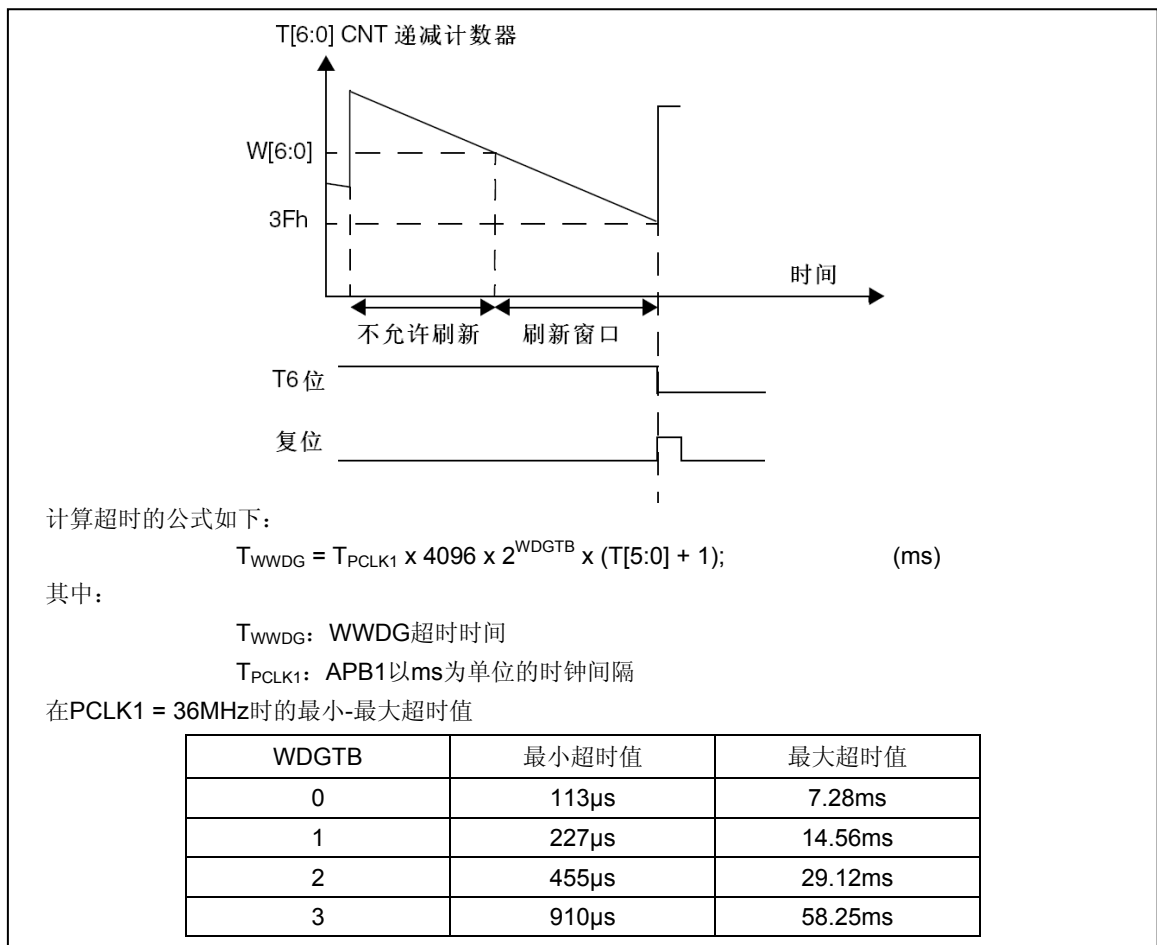 T[6:0] CNT 递减计数器
W[6:0]
3Fh
时间
不允许刷新 刷新窗口
T6位
复位
计算超时的公式如下：
TWWDG = TPCLK1 x 4096 x 2^WDGTB x (T[5:0] + 1); (ms)
其中：
TWWDG：WWDG超时时间
TPCLK1：APB1以ms为单位的时钟间隔
在PCLK1 = 36MHz时的最小-最大超时值
WDGTB 最小超时值 最大超时值
0 113µs 7.28ms
1 227µs 14.56ms
2 455µs 29.12ms
3 910µs 58.25ms